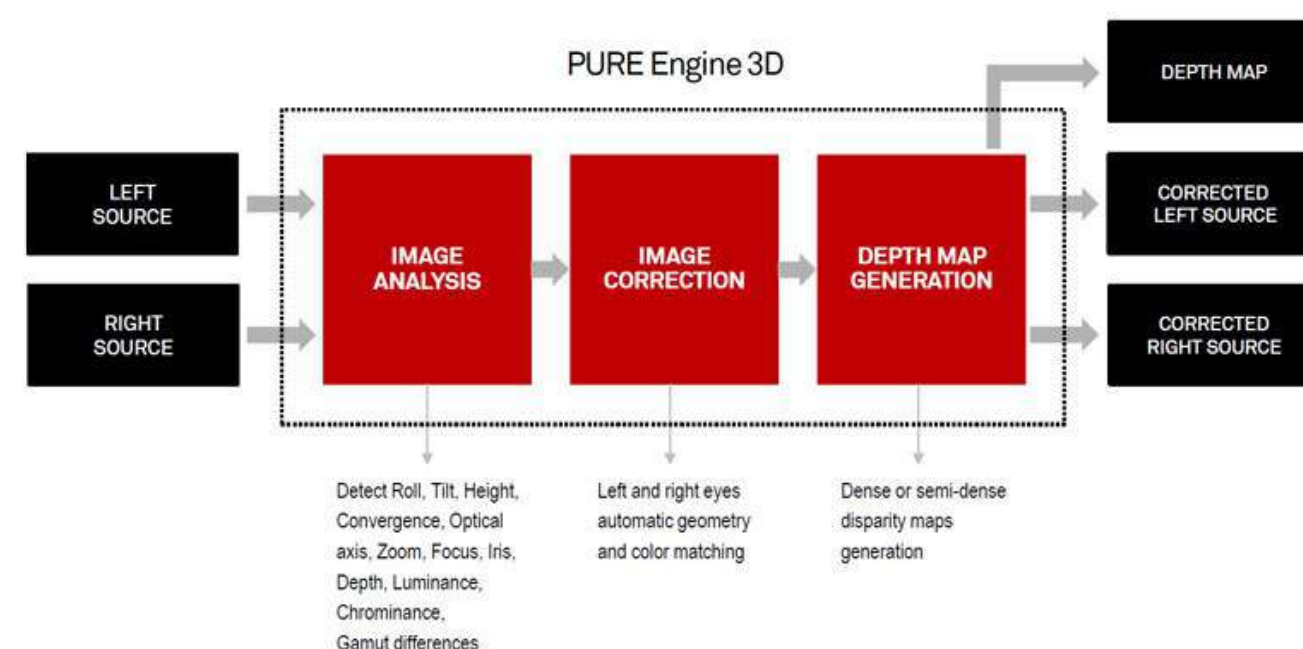 PURE Engine 3D
DEPTH MAP
LEFT
SOURCE
RIGHT
SOURCE
IMAGE
ANALYSIS
IMAGE
CORRECTION
DEPTH MAP
GENERATION
CORRECTED
LEFT SOURCE
CORRECTED
RIGHT SOURCE
Detect Roll, Tilt, Height,
Convergence, Optical
axis, Zoom, Focus, Iris,
Depth, Luminance,
Chrominance,
Gamut differences
Left and right eyes
automatic geometry
and color matching
Dense or semi-dense
disparity maps
generation